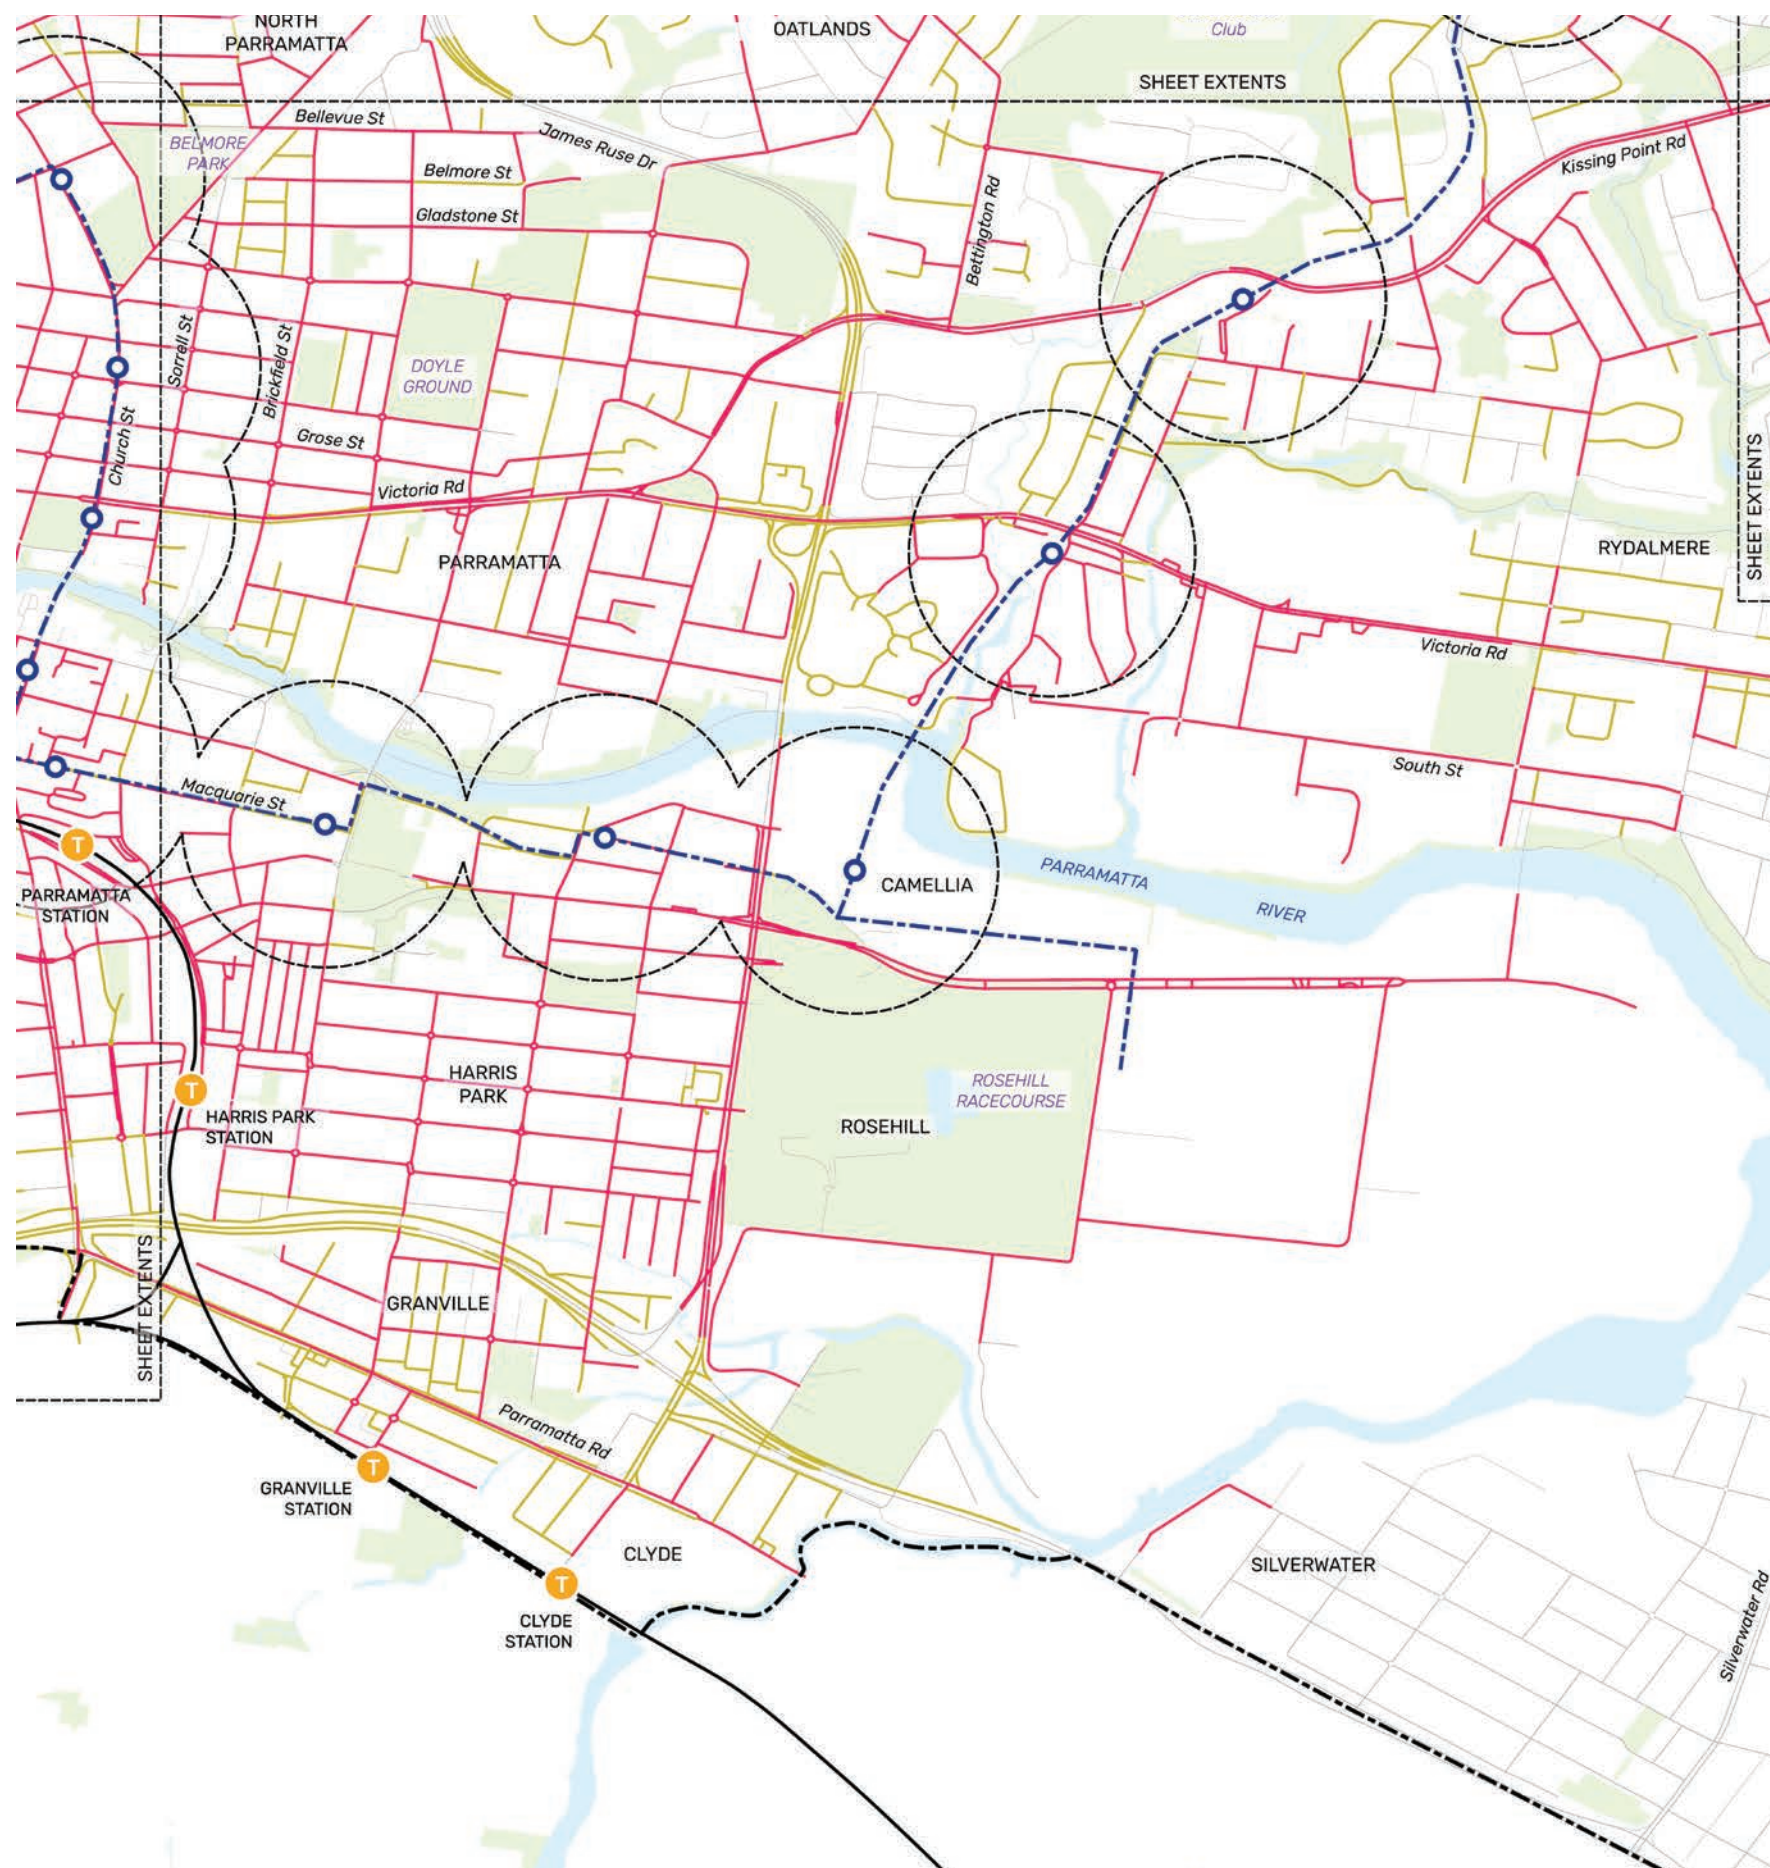 NORTH
PARRAMATTA
OATLANDS
Club
SHEET EXTENTS
Bellevue St
James Ruse Dr
Kissing Point Rd
BELMORE
PARK
Belmore St
Gladstone St
Bettington Rd
Sorrell St
Brickfield St
DOYLE
GROUND
Church St
Grose St
Victoria Rd
PARRAMATTA
RYDALMERE
SHEET EXTENTS
Victoria Rd
South St
Macquarie St
T
PARRAMATTA
STATION
CAMELLIA
PARRAMATTA
RIVER
HARRIS
PARK
ROSEHILL
RACECOURSE
T
HARRIS PARK
STATION
ROSEHILL
SHEET EXTENTS
GRANVILLE
Parramatta Rd
T
GRANVILLE
STATION
CLYDE
T
CLYDE
STATION
SILVERWATER
Silverwater Rd